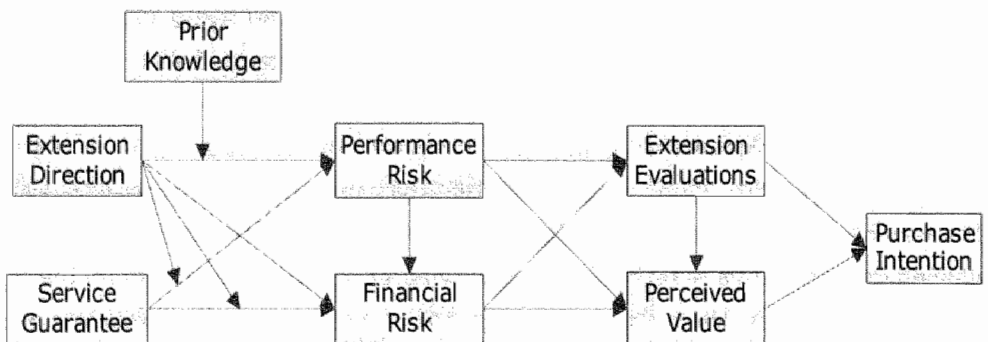 Prior
Knowledge
Extension
Direction
Performance
Risk
Extension
Evaluations
Purchase
Intention
Service
Guarantee
Financial
Risk
Perceived
Value